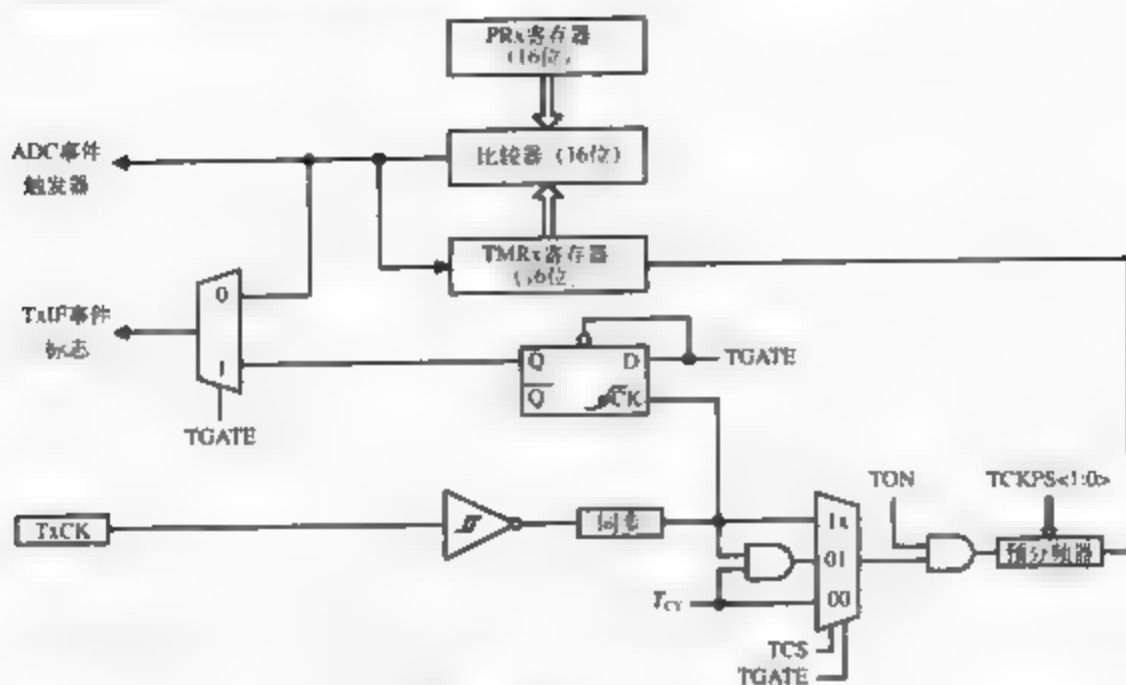 PRx寄存器
(16位)
ADC事件
触发器
比较器 (16位)
TMRx寄存器
(16位
TxIF事件
标志
0
1
TGATE
Q
D
Q
CK
TGATE
TxCK
同步
1x
01
00
TCY
TCS
TGATE
TON
TCKPS<1:0>
预分频器